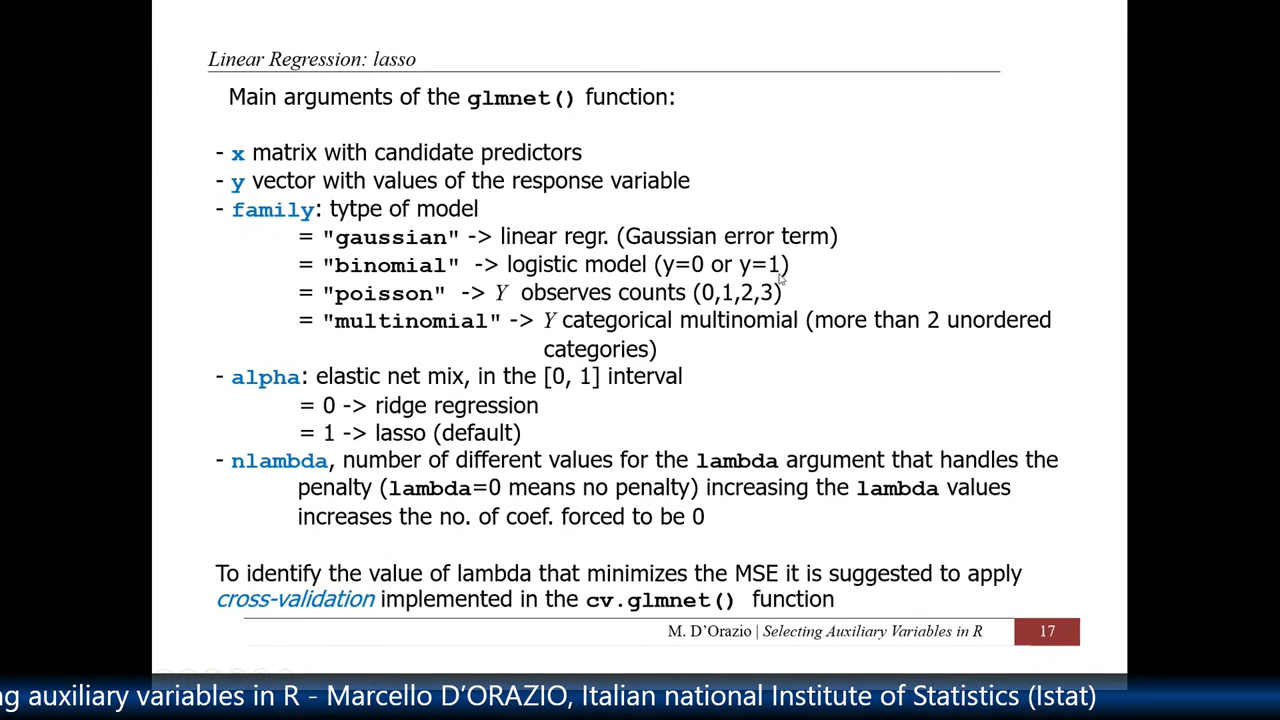 Linear Regression: lasso
Main arguments of the glmnet() function:
- x matrix with candidate predictors
- y vector with values of the response variable
- family: tytpe of model
= "gaussian" -> linear regr. (Gaussian error term)
= "binomial" -> logistic model (y=0 or y=1)
= "poisson" -> Y observes counts (0,1,2,3)
= "multinomial" -> Y categorical multinomial (more than 2 unordered
categories)
- alpha: elastic net mix, in the [0, 1] interval
= 0 -> ridge regression
= 1 -> lasso (default)
- nlambda, number of different values for the lambda argument that handles the
penalty (lambda=0 means no penalty) increasing the lambda values
increases the no. of coef. forced to be 0
To identify the value of lambda that minimizes the MSE it is suggested to apply
cross-validation implemented in the cv.glmnet() function
M. D'Orazio | Selecting Auxiliary Variables in R 17
ng auxiliary variables in R - Marcello D'ORAZIO, Italian national Institute of Statistics (Istat)